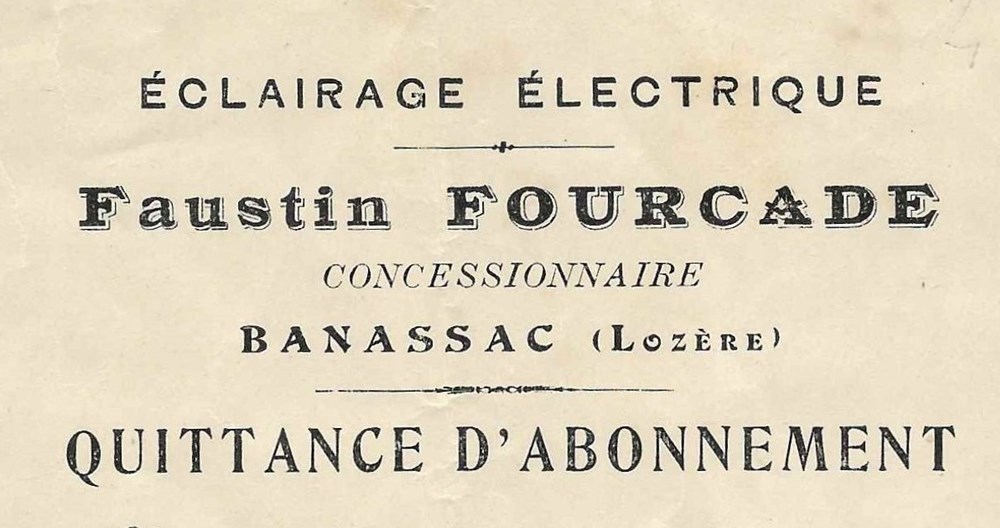 ÉCLAIRAGE ÉLECTRIQUE
Faustin FOURCADE
CONCESSIONNAIRE
BANASSAC (LOZÈRE)
QUITTANCE D'ABONNEMENT